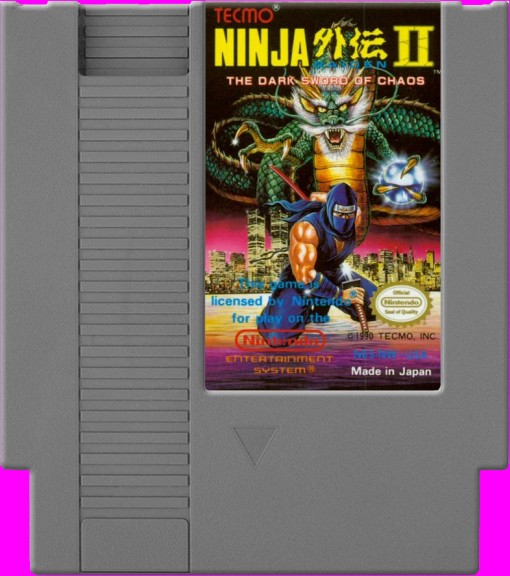 TECMO®
NINJA外伝 II
GAIDEN
THE DARK SWORD OF CHAOS
™
This game is
licensed by Nintendo®
for play on the
Nintendo
ENTERTAINMENT
SYSTEM®
Official
Nintendo
Seal of Quality
©1990 TECMO, INC.
Made in Japan